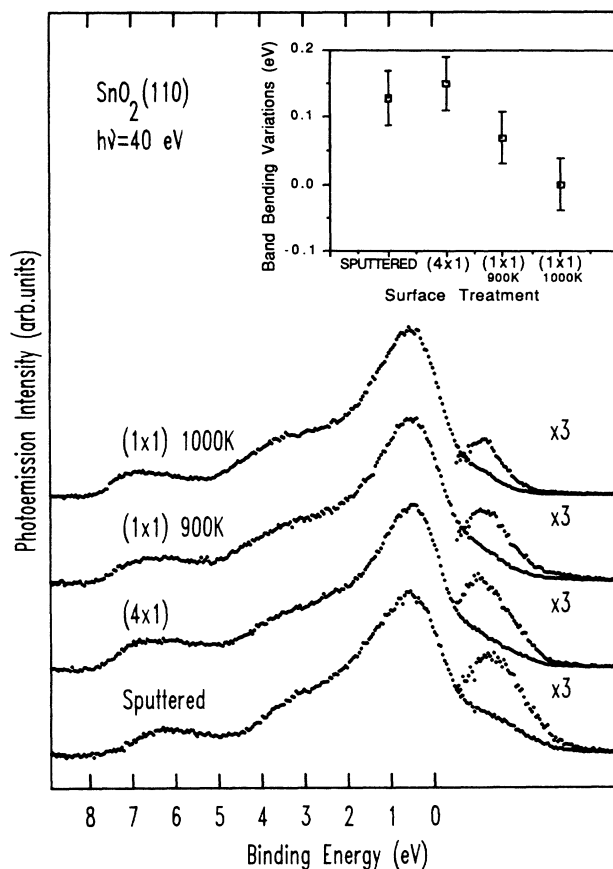 SnO2(110)
hν=40 eV
Band Bending Variations (eV)
0.2
0.1
0.0
-0.1
SPUTTERED (4x1) (1x1) (1x1)
900K 1000K
Surface Treatment
Photoemission Intensity (arb.units)
(1x1) 1000K
x3
(1x1) 900K
x3
(4x1)
x3
Sputtered
x3
8 7 6 5 4 3 2 1 0
Binding Energy (eV)